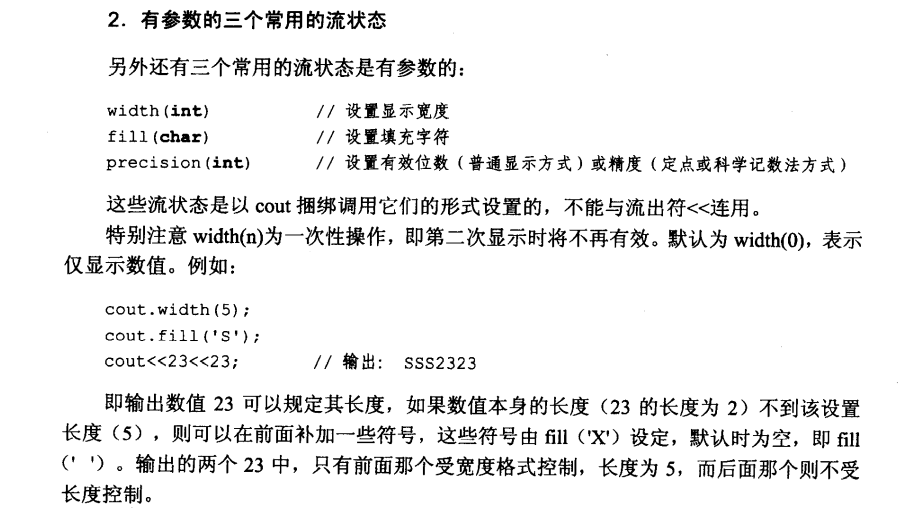 2．有参数的三个常用的流状态
另外还有三个常用的流状态是有参数的：
width(int) // 设置显示宽度
fill(char) // 设置填充字符
precision(int) // 设置有效位数（普通显示方式）或精度（定点或科学记数法方式）
这些流状态是以 cout 捆绑调用它们的形式设置的，不能与流出符<<连用。
特别注意 width(n)为一次性操作，即第二次显示时将不再有效。默认为 width(0)，表示
仅显示数值。例如：
cout.width(5);
cout.fill('S');
cout<<23<<23; // 输出： SSS2323
即输出数值 23 可以规定其长度，如果数值本身的长度（23 的长度为 2）不到该设置
长度（5），则可以在前面补加一些符号，这些符号由 fill（'X'）设定，默认时为空，即 fill
（' '）。输出的两个 23 中，只有前面那个受宽度格式控制，长度为 5，而后面那个则不受
长度控制。